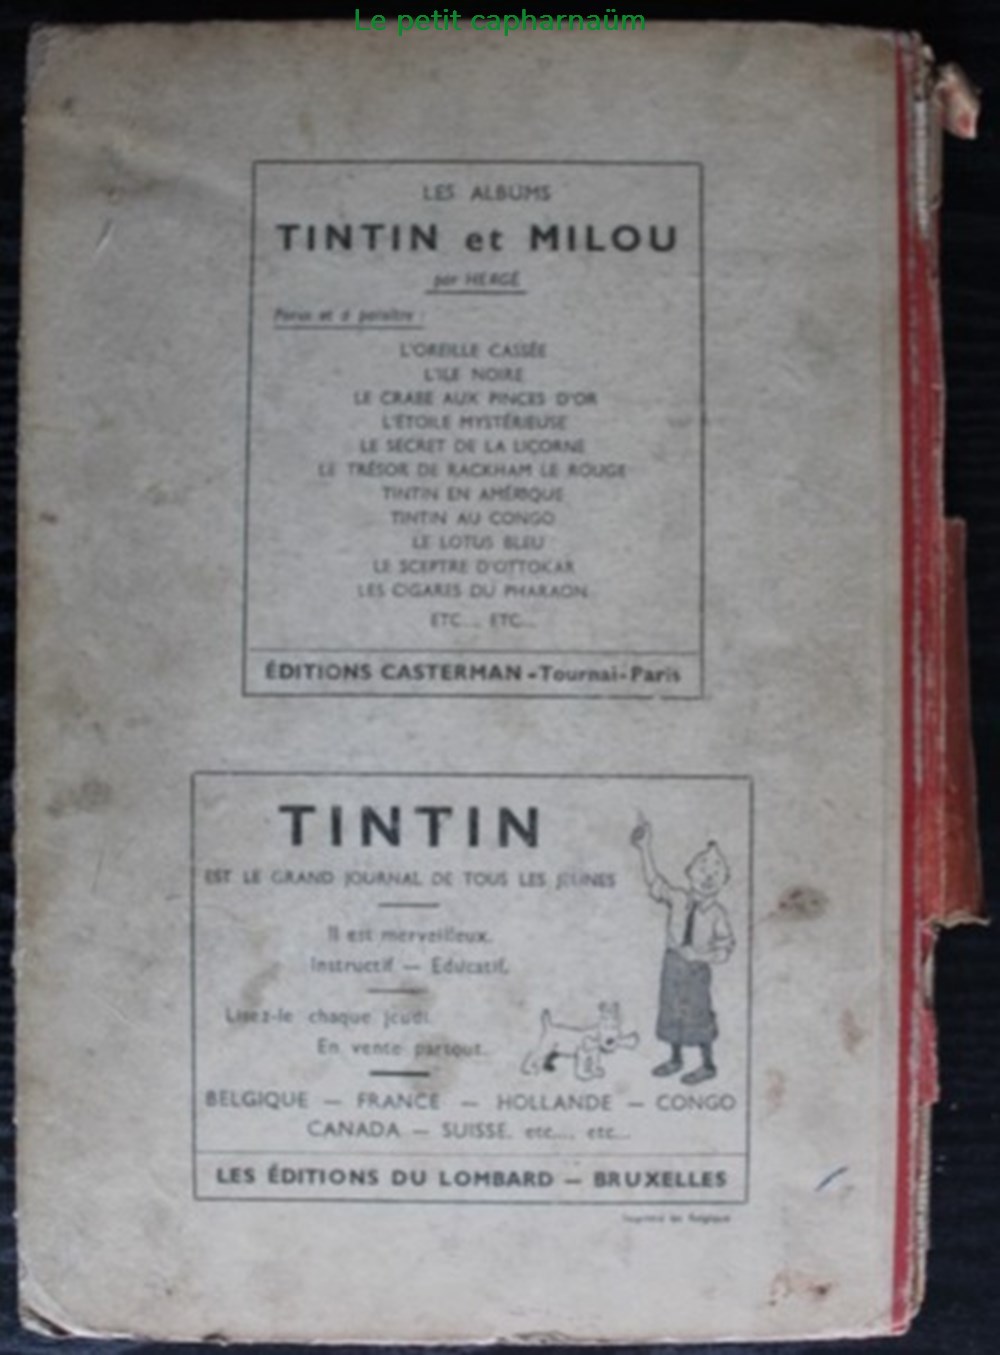 Le petit capharnaüm
LES ALBUMS
TINTIN et MILOU
par HERGÉ
Parus et à paraître :
L'OREILLE CASSÉE
L'ILE NOIRE
LE CRABE AUX PINCES D'OR
L'ÉTOILE MYSTÉRIEUSE
LE SECRET DE LA LICORNE
LE TRÉSOR DE RACKHAM LE ROUGE
TINTIN EN AMÉRIQUE
TINTIN AU CONGO
LE LOTUS BLEU
LE SCEPTRE D'OTTOKAR
LES CIGARES DU PHARAON
ETC... ETC...
ÉDITIONS CASTERMAN - Tournai - Paris
TINTIN
EST LE GRAND JOURNAL DE TOUS LES JEUNES
Il est merveilleux.
Instructif — Educatif.
Lisez-le chaque jeudi.
En vente partout.
BELGIQUE — FRANCE — HOLLANDE — CONGO
CANADA — SUISSE. etc.... etc...
LES ÉDITIONS DU LOMBARD — BRUXELLES
Imprimé en Belgique